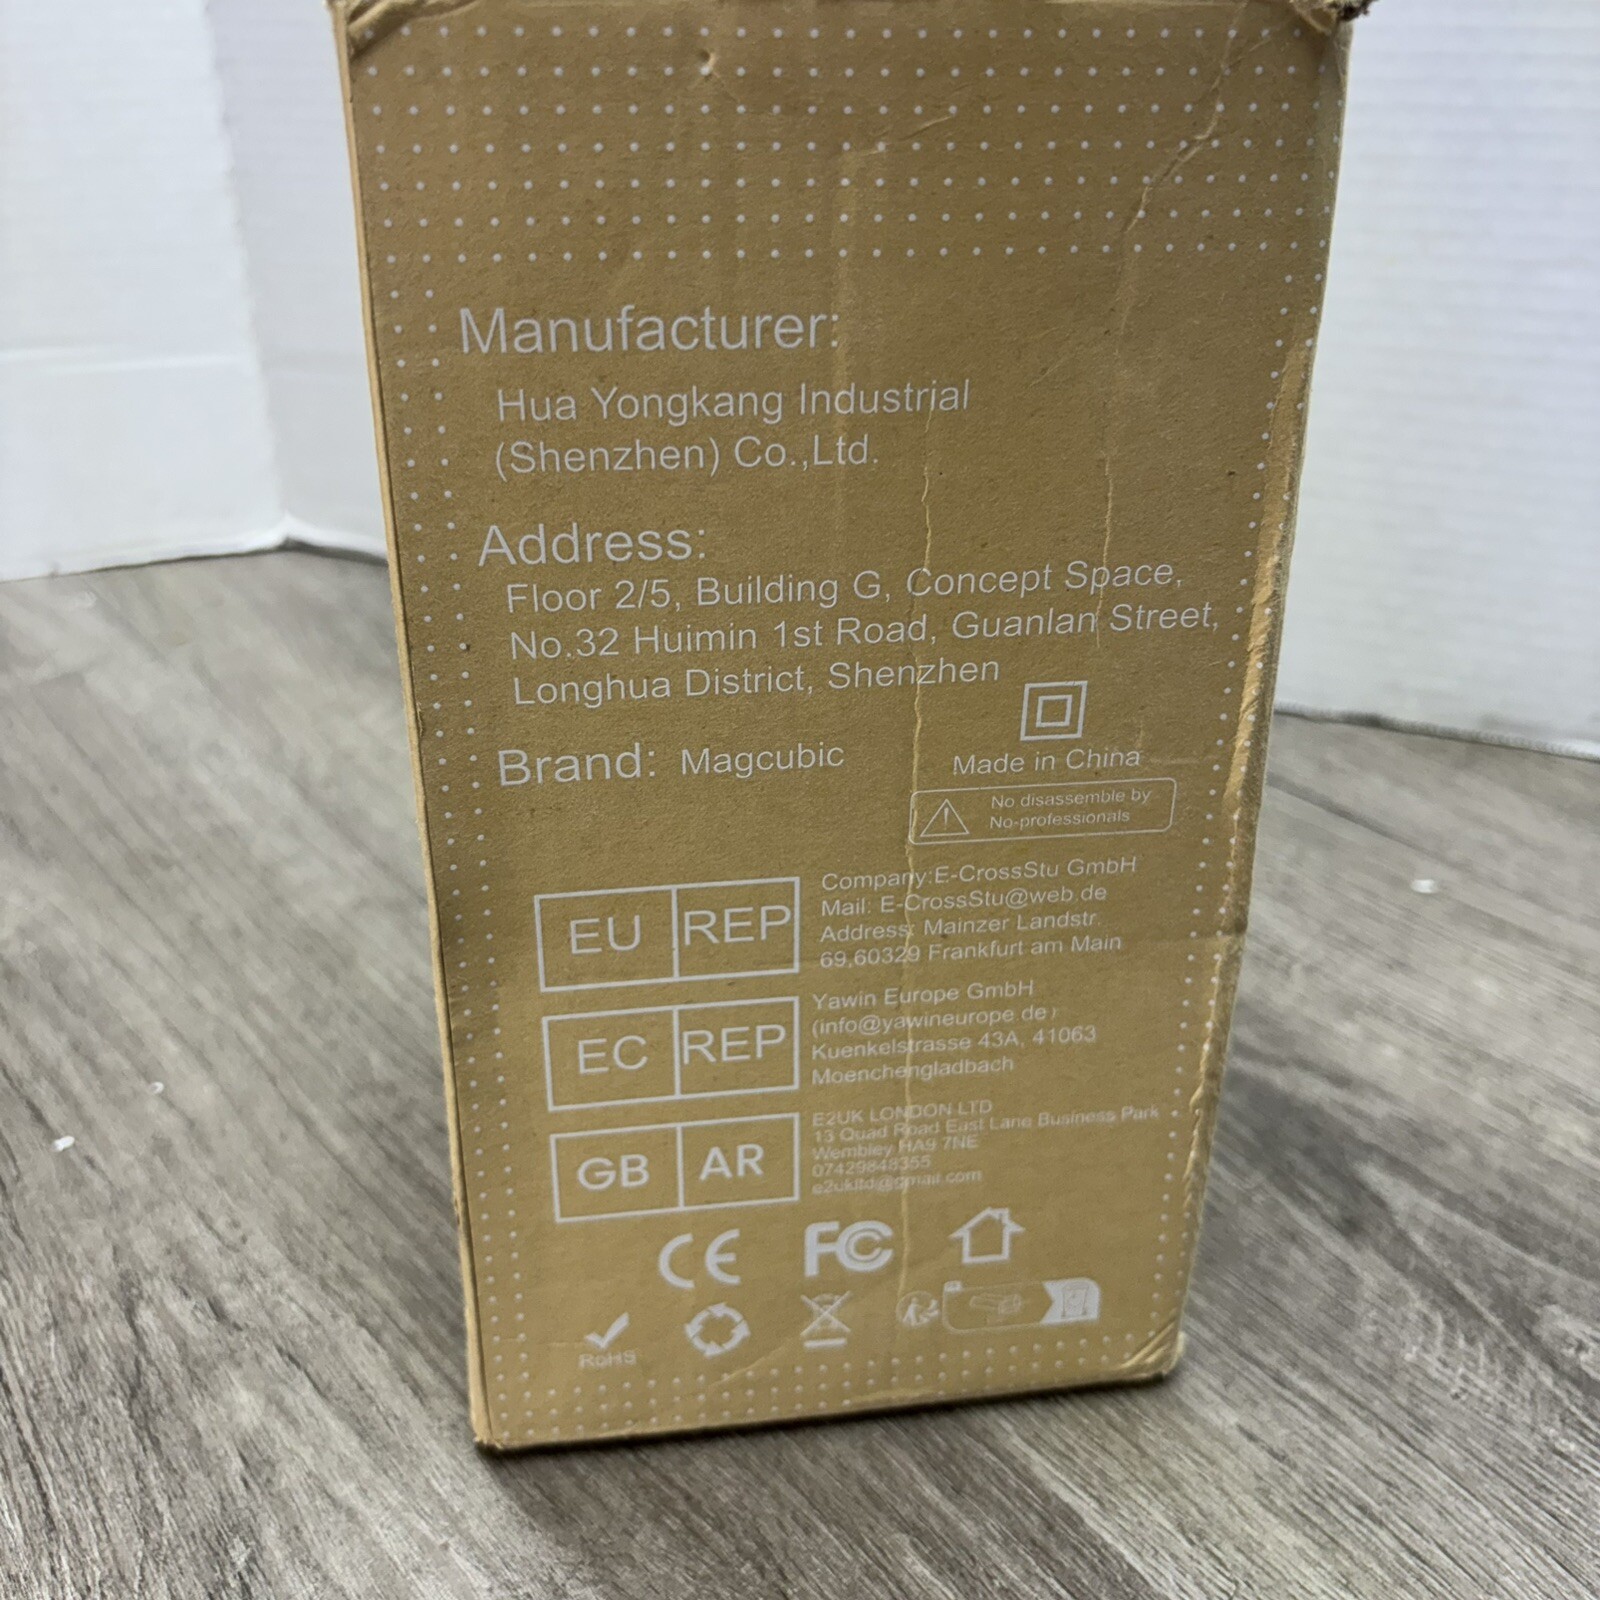 Manufacturer:
Hua Yongkang Industrial
(Shenzhen) Co.,Ltd.
Address:
Floor 2/5, Building G, Concept Space,
No.32 Huimin 1st Road, Guanlan Street,
Longhua District, Shenzhen
Brand: Magcubic
Made in China
No disassemble by
No-professionals
EU REP
Company:E-CrossStu GmbH
Mail: E-CrossStu@web.de
Address: Mainzer Landstr.
69,60329 Frankfurt am Main
EC REP
Yawin Europe GmbH
(info@yawineurope.de)
Kuenkelstrasse 43A, 41063
Moenchengladbach
GB AR
E2UK LONDON LTD
13 Quad Road East Lane Business Park
Wembley HA9 7NE
07429848355
e2ukltd@gmail.com
CE FC
RoHS